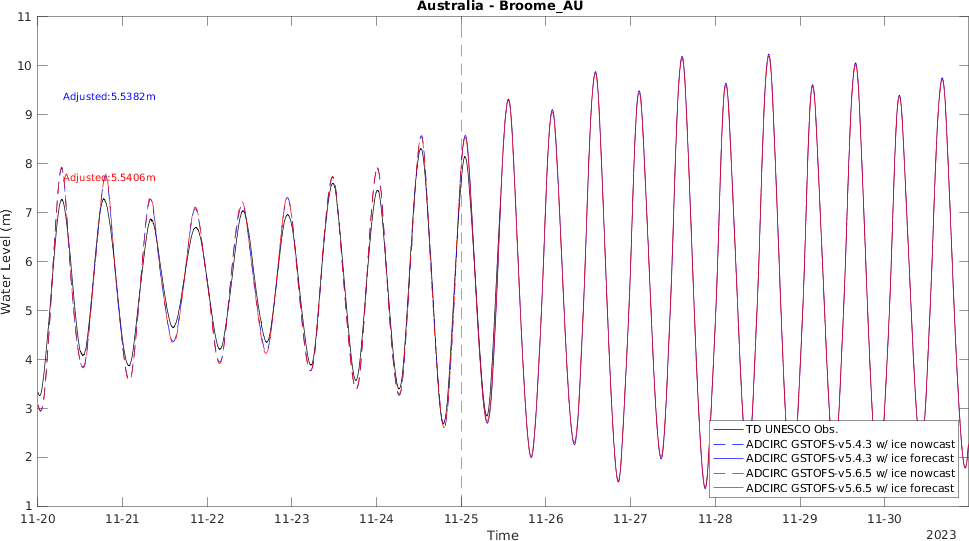 Australia - Broome_AU
11
10
9
8
7
6
5
4
3
2
1
Water Level (m)
Adjusted:5.5382m
Adjusted:5.5406m
TD UNESCO Obs.
ADCIRC GSTOFS-v5.4.3 w/ ice nowcast
ADCIRC GSTOFS-v5.4.3 w/ ice forecast
ADCIRC GSTOFS-v5.6.5 w/ ice nowcast
ADCIRC GSTOFS-v5.6.5 w/ ice forecast
11-20 11-21 11-22 11-23 11-24 11-25 11-26 11-27 11-28 11-29 11-30
Time
2023